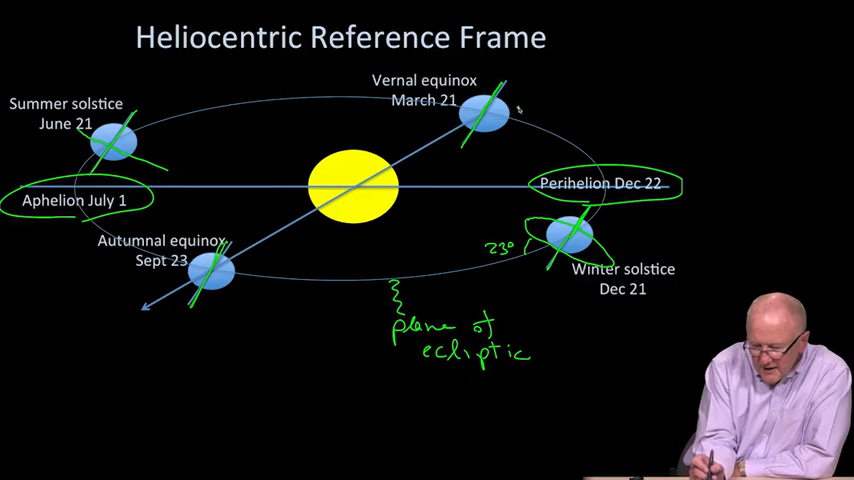 Heliocentric Reference Frame
Vernal equinox
March 21
Summer solstice
June 21
Perihelion Dec 22
Aphelion July 1
Autumnal equinox
Sept 23
23°
Winter solstice
Dec 21
plane of
ecliptic